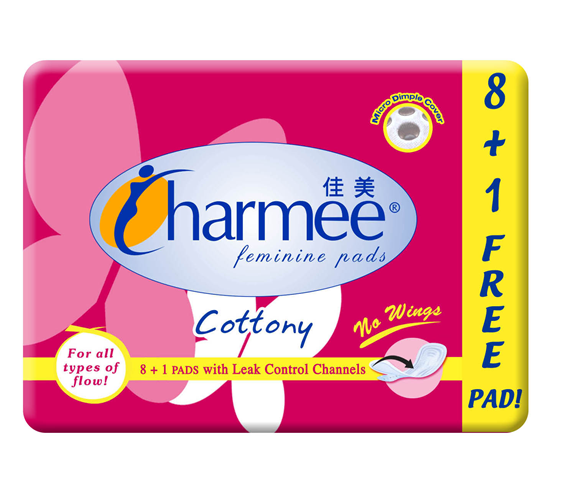 Micro Dimple Cover
佳美
Charmee®
feminine pads
Cottony
No Wings
For all
types of
flow!
8 + 1 PADS with Leak Control Channels
8 + 1 FREE PAD!